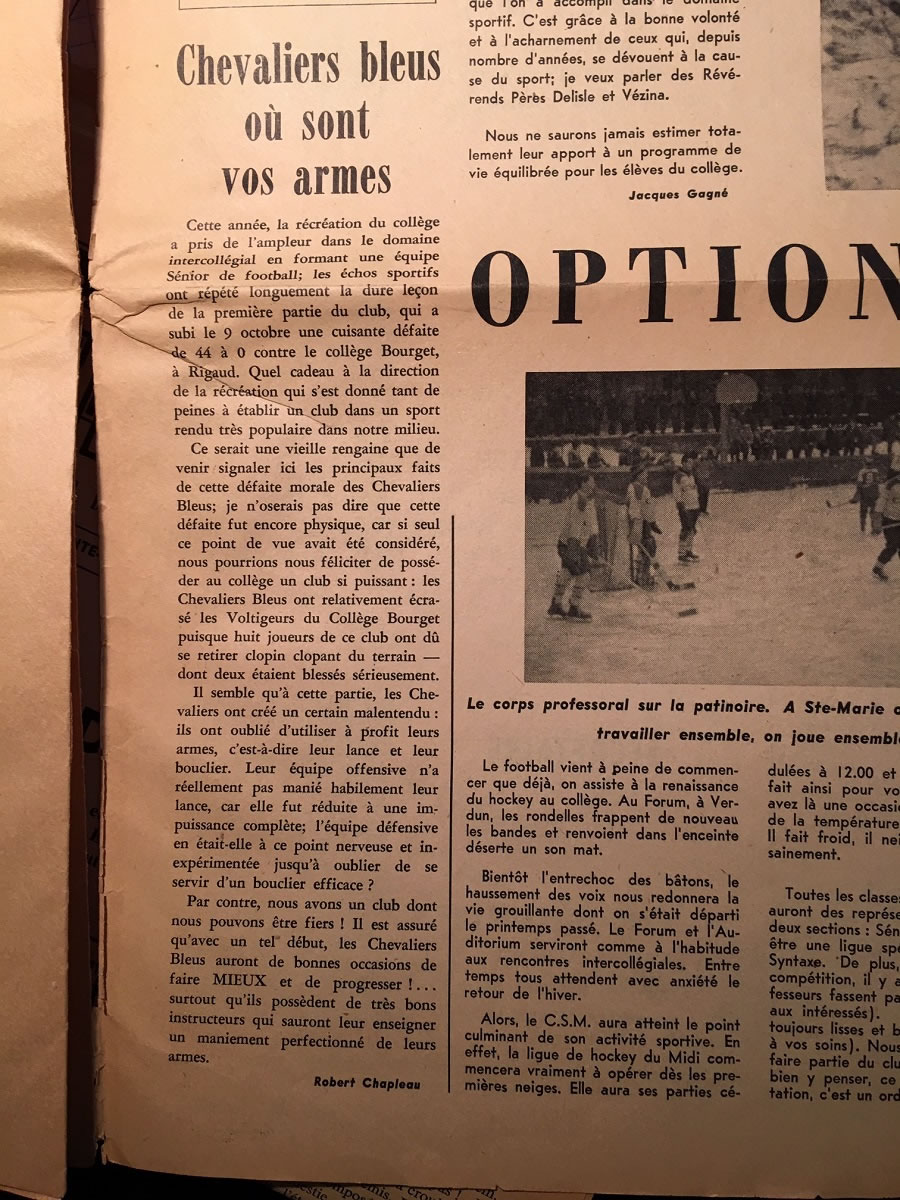 Chevaliers bleus
où sont
vos armes
Cette année, la récréation du collège
a pris de l'ampleur dans le domaine
intercollégial en formant une équipe
Sénior de football; les échos sportifs
ont répété longuement la dure leçon
de la première partie du club, qui a
subi le 9 octobre une cuisante défaite
de 44 à 0 contre le collège Bourget,
à Rigaud. Quel cadeau à la direction
de la récréation qui s'est donné tant de
peines à établir un club dans un sport
rendu très populaire dans notre milieu.
Ce serait une vieille rengaine que de
venir signaler ici les principaux faits
de cette défaite morale des Chevaliers
Bleus; je n'oserais pas dire que cette
défaite fut encore physique, car si seul
ce point de vue avait été considéré,
nous pourrions nous féliciter de possé-
der au collège un club si puissant : les
Chevaliers Bleus ont relativement écra-
sé les Voltigeurs du Collège Bourget
puisque huit joueurs de ce club ont dû
se retirer clopin clopant du terrain —
dont deux étaient blessés sérieusement.
Il semble qu'à cette partie, les Che-
valiers ont créé un certain malentendu :
ils ont oublié d'utiliser à profit leurs
armes, c'est-à-dire leur lance et leur
bouclier. Leur équipe offensive n'a
réellement pas manié habilement leur
lance, car elle fut réduite à une im-
puissance complète; l'équipe défensive
en était-elle à ce point nerveuse et in-
expérimentée jusqu'à oublier de se
servir d'un bouclier efficace ?
Par contre, nous avons un club dont
nous pouvons être fiers ! Il est assuré
qu'avec un tel début, les Chevaliers
Bleus auront de bonnes occasions de
faire MIEUX et de progresser !...
surtout qu'ils possèdent de très bons
instructeurs qui sauront leur enseigner
un maniement perfectionné de leurs
armes.
Robert Chapleau
que l'on a accompli dans le domaine
sportif. C'est grâce à la bonne volonté
et à l'acharnement de ceux qui, depuis
nombre d'années, se dévouent à la cau-
se du sport; je veux parler des Révé-
rends Pères Delisle et Vézina.
Nous ne saurons jamais estimer tota-
lement leur apport à un programme de
vie équilibrée pour les élèves du collège.
Jacques Gagné
OPTION
Le corps professoral sur la patinoire. A Ste-Marie
travailler ensemble, on joue ensemble
Le football vient à peine de commen-
cer que déjà, on assiste à la renaissance
du hockey au collège. Au Forum, à Ver-
dun, les rondelles frappent de nouveau
les bandes et renvoient dans l'enceinte
déserte un son mat.
Bientôt l'entrechoc des bâtons, le
haussement des voix nous redonnera la
vie grouillante dont on s'était départi
le printemps passé. Le Forum et l'Au-
ditorium serviront comme à l'habitude
aux rencontres intercollégiales. Entre
temps tous attendent avec anxiété le
retour de l'hiver.
Alors, le C.S.M. aura atteint le point
culminant de son activité sportive. En
effet, la ligue de hockey du Midi com-
mencera vraiment à opérer dès les pre-
mières neiges. Elle aura ses parties cé-
dulées à 12.00 et
fait ainsi pour vo
avez là une occasi
de la température
Il fait froid, il nei
sainement.
Toutes les classe
auront des représe
deux sections : Sén
être une ligue spé
Syntaxe. De plus,
compétition, il y a
fesseurs fassent pa
aux intéressés).
toujours lisses et b
à vos soins). Nous
faire partie du clu
bien y penser, ce
tation, c'est un ord